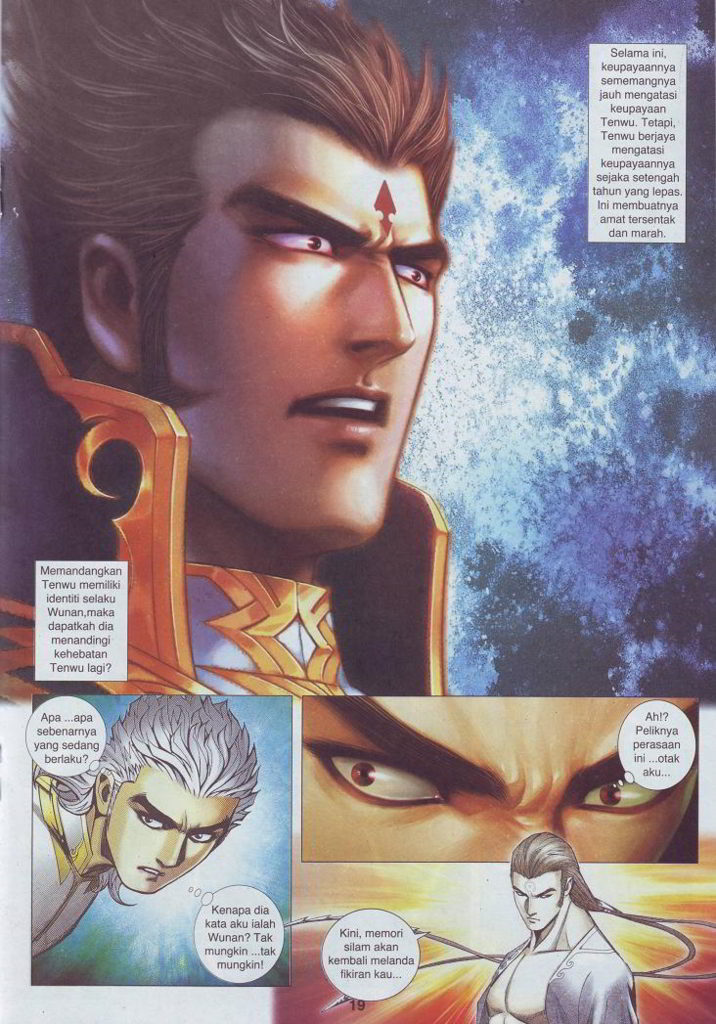 Selama ini,
keupayaannya
sememangnya
jauh mengatasi
keupayaan
Tenwu. Tetapi,
Tenwu berjaya
mengatasi
keupayaannya
sejaka setengah
tahun yang lepas.
Ini membuatnya
amat tersentak
dan marah.
Memandangkan
Tenwu memiliki
identiti selaku
Wunan,maka
dapatkah dia
menandingi
kehebatan
Tenwu lagi?
Apa ...apa
sebenarnya
yang sedang
berlaku?
Kenapa dia
kata aku ialah
Wunan? Tak
mungkin ...tak
mungkin!
Ah!?
Peliknya
perasaan
ini ...otak
aku...
Kini, memori
silam akan
kembali melanda
fikiran kau...
19